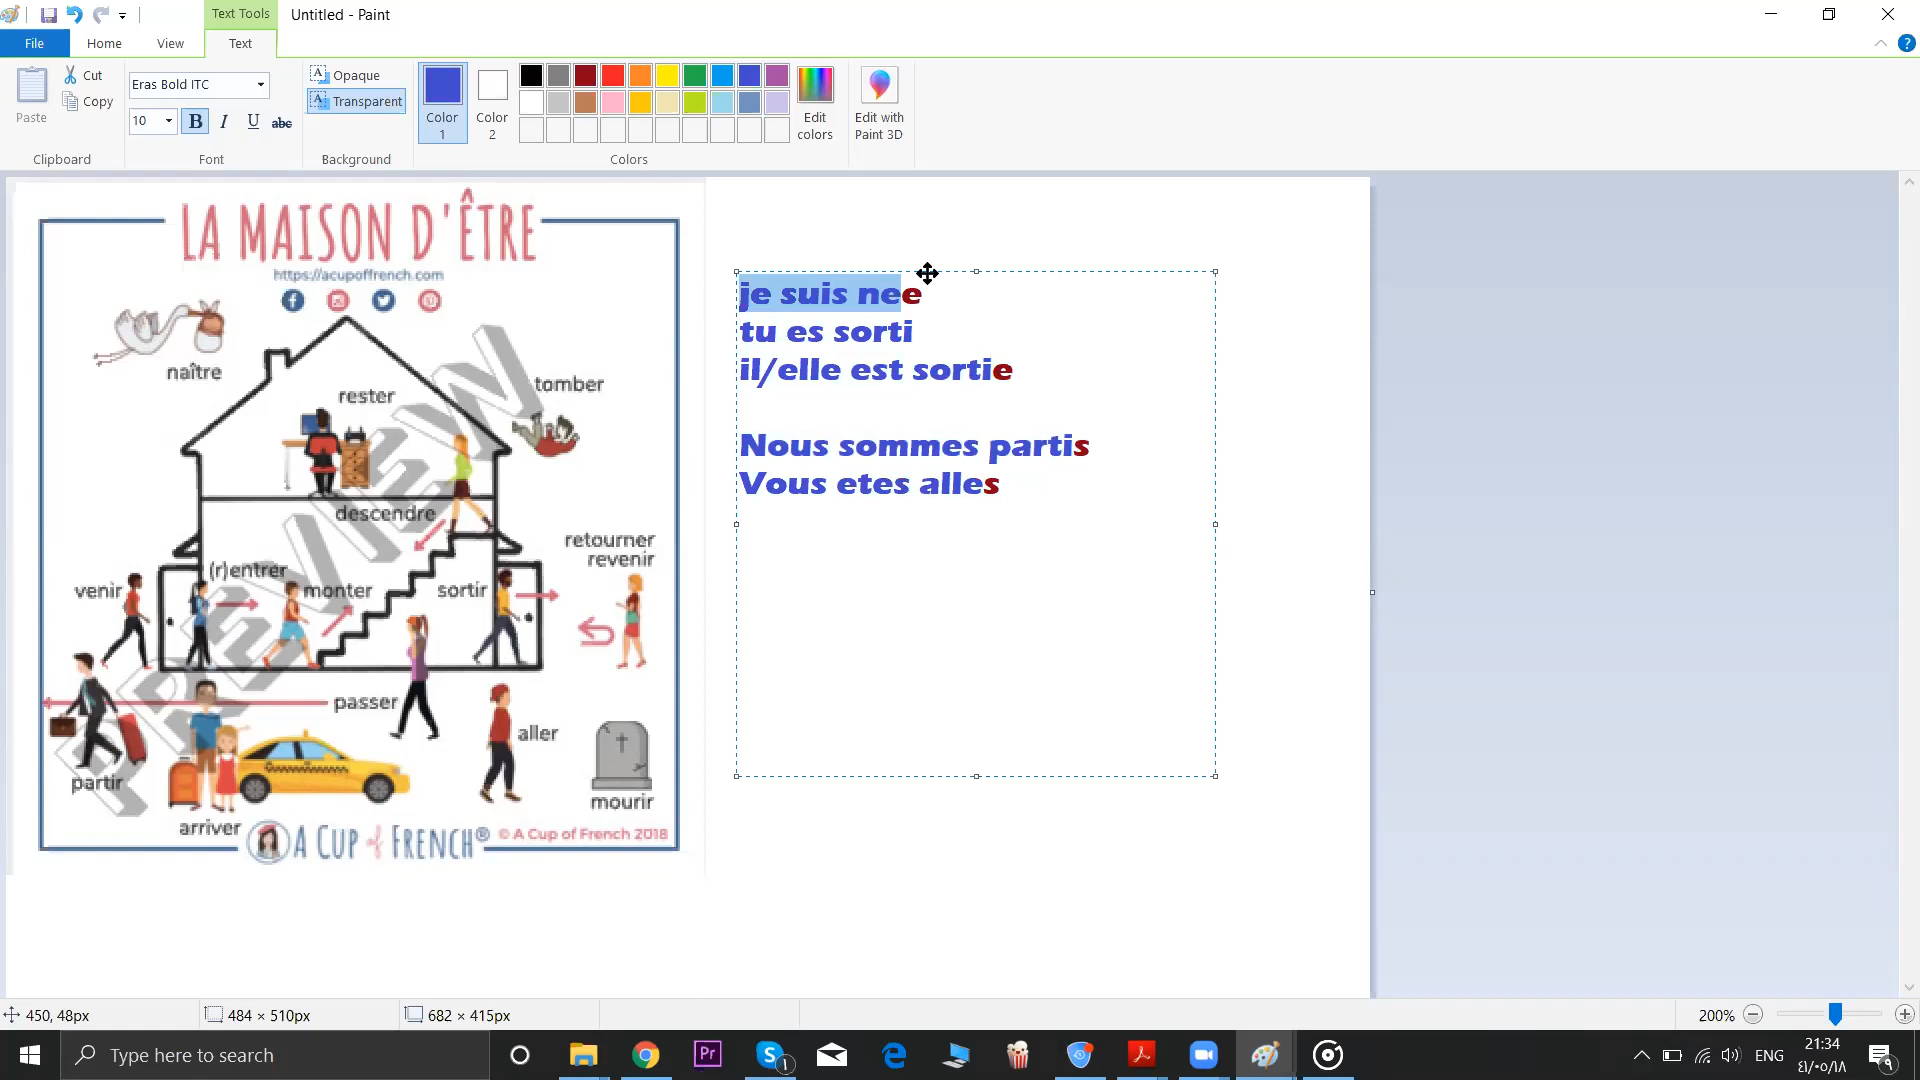 Text Tools
Untitled - Paint
File
Home
View
Text
Cut
Copy
Paste
Clipboard
Eras Bold ITC
10
B I U abc
Font
Opaque
Transparent
Background
Color 1
Color 2
Edit colors
Colors
Edit with Paint 3D
LA MAISON D'ÊTRE
https://acupoffrench.com
naître
rester
tomber
descendre
retourner
revenir
(r)entrer
venir
monter
sortir
passer
aller
partir
mourir
arriver
PREVIEW
A CUP of FRENCH®
© A Cup of French 2018
je suis nee
tu es sorti
il/elle est sortie
Nous sommes partis
Vous etes alles
450, 48px
484 × 510px
682 × 415px
200%
Type here to search
Pr
ENG
21:34